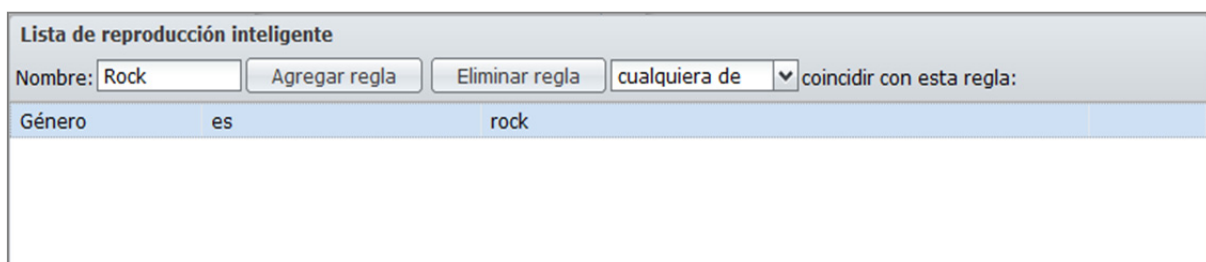 Lista de reproducción inteligente
Nombre: Rock Agregar regla Eliminar regla cualquiera de coincidir con esta regla:
Género es rock